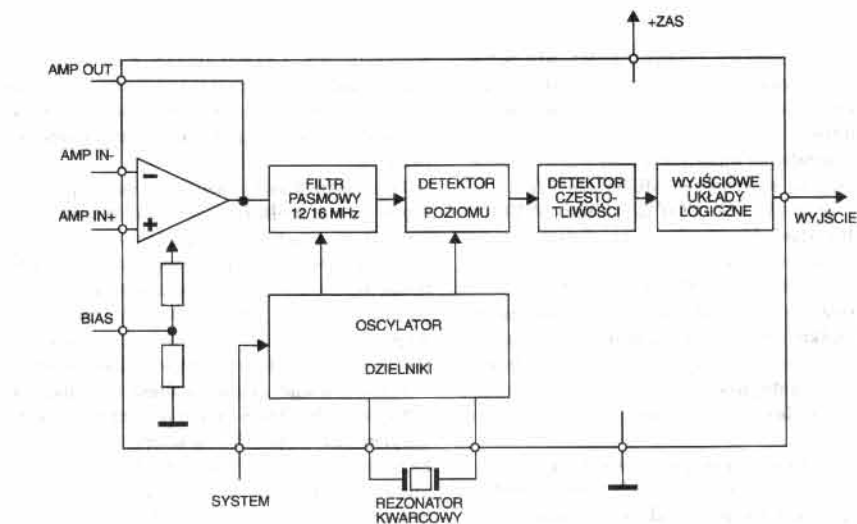 +ZAS
AMP OUT
AMP IN-
AMP IN+
FILTR
PASMOWY
12/16 MHz
DETEKTOR
POZIOMU
DETEKTOR
CZĘSTO-
TLIWOŚCI
WYJŚCIOWE
UKŁADY
LOGICZNE
WYJŚCIE
BIAS
OSCYLATOR
DZIELNIKI
SYSTEM
REZONATOR
KWARCOWY